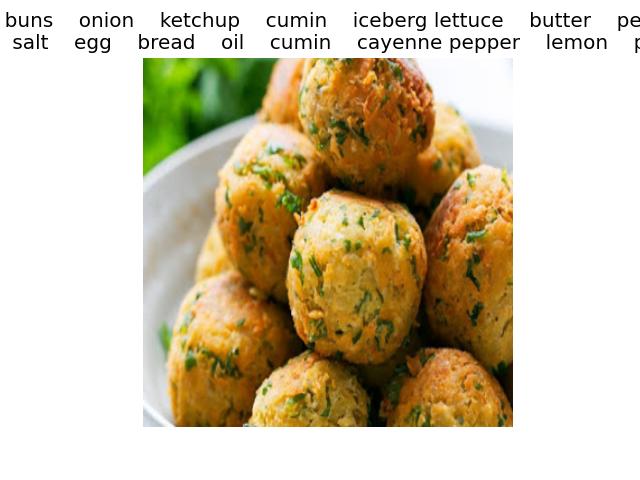 buns onion ketchup cumin iceberg lettuce butter
salt egg bread oil cumin cayenne pepper lemon